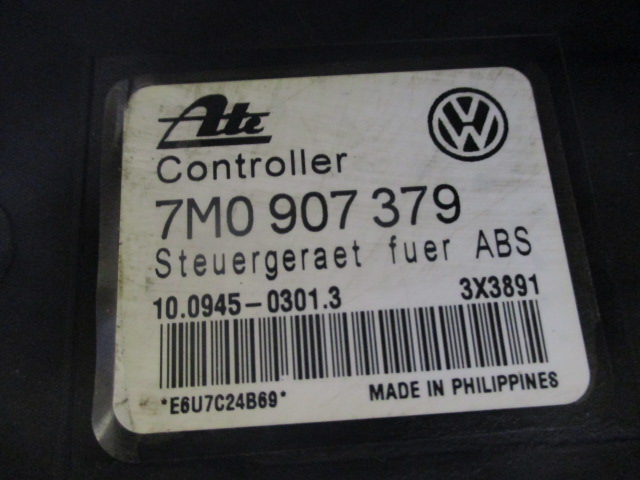 Ate
Controller
7M0 907 379
Steuergeraet fuer ABS
10.0945-0301.3 3X3891
*E6U7C24B69* MADE IN PHILIPPINES